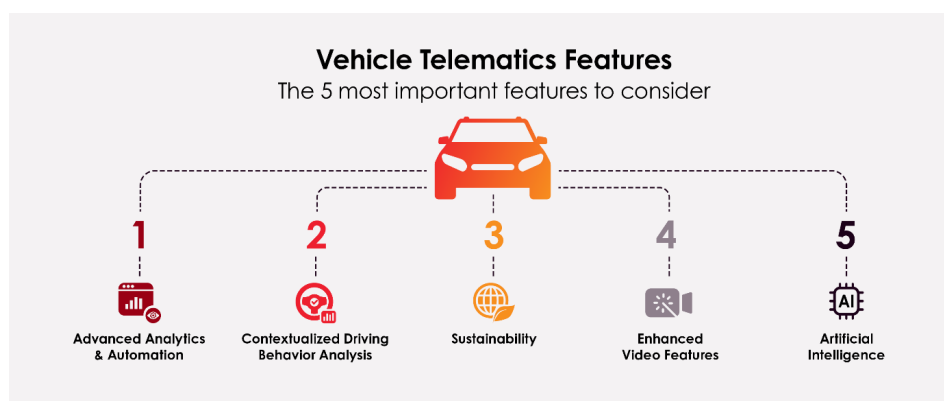 Vehicle Telematics Features
The 5 most important features to consider
1
2
3
4
5
AI
Advanced Analytics
& Automation
Contextualized Driving
Behavior Analysis
Sustainability
Enhanced
Video Features
Artificial
Intelligence